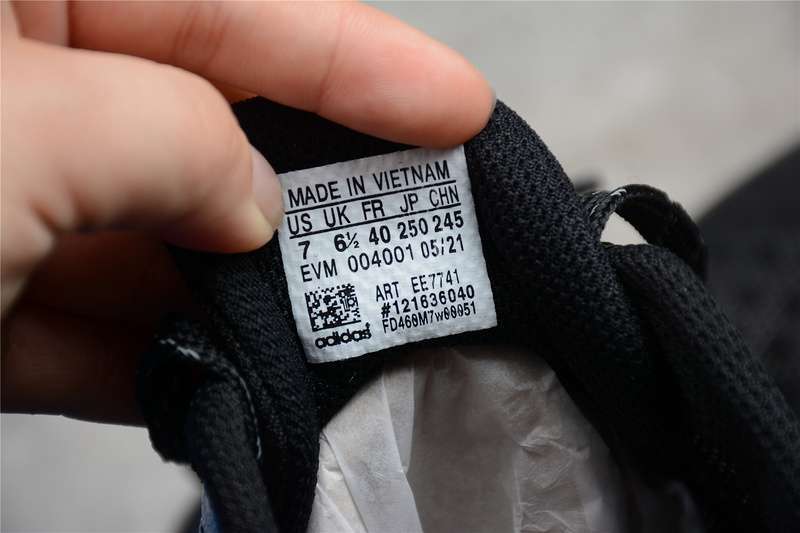 MADE IN VIETNAM
US UK FR JP CHN
7 6½ 40 250 245
EVM 004001 05/21
ART EE7741
#121636040
FD460M7w00051
adidas